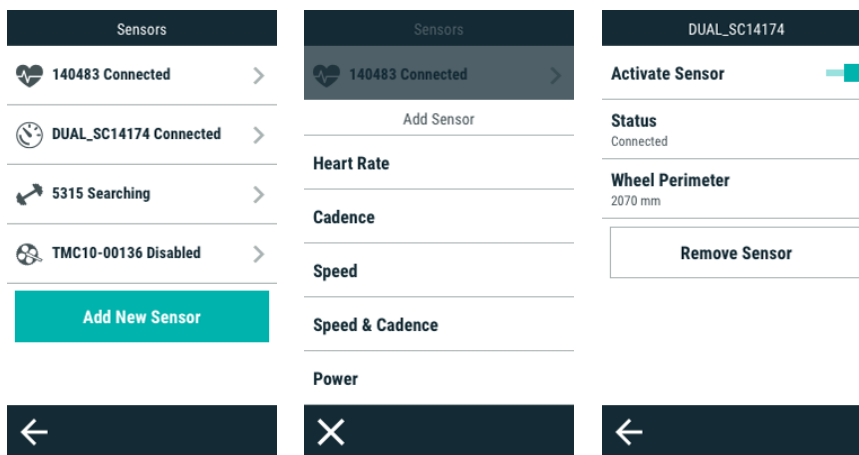 Sensors
140483 Connected
DUAL_SC14174 Connected
5315 Searching
TMC10-00136 Disabled
Add New Sensor
Sensors
140483 Connected
Add Sensor
Heart Rate
Cadence
Speed
Speed & Cadence
Power
DUAL_SC14174
Activate Sensor
Status
Connected
Wheel Perimeter
2070 mm
Remove Sensor